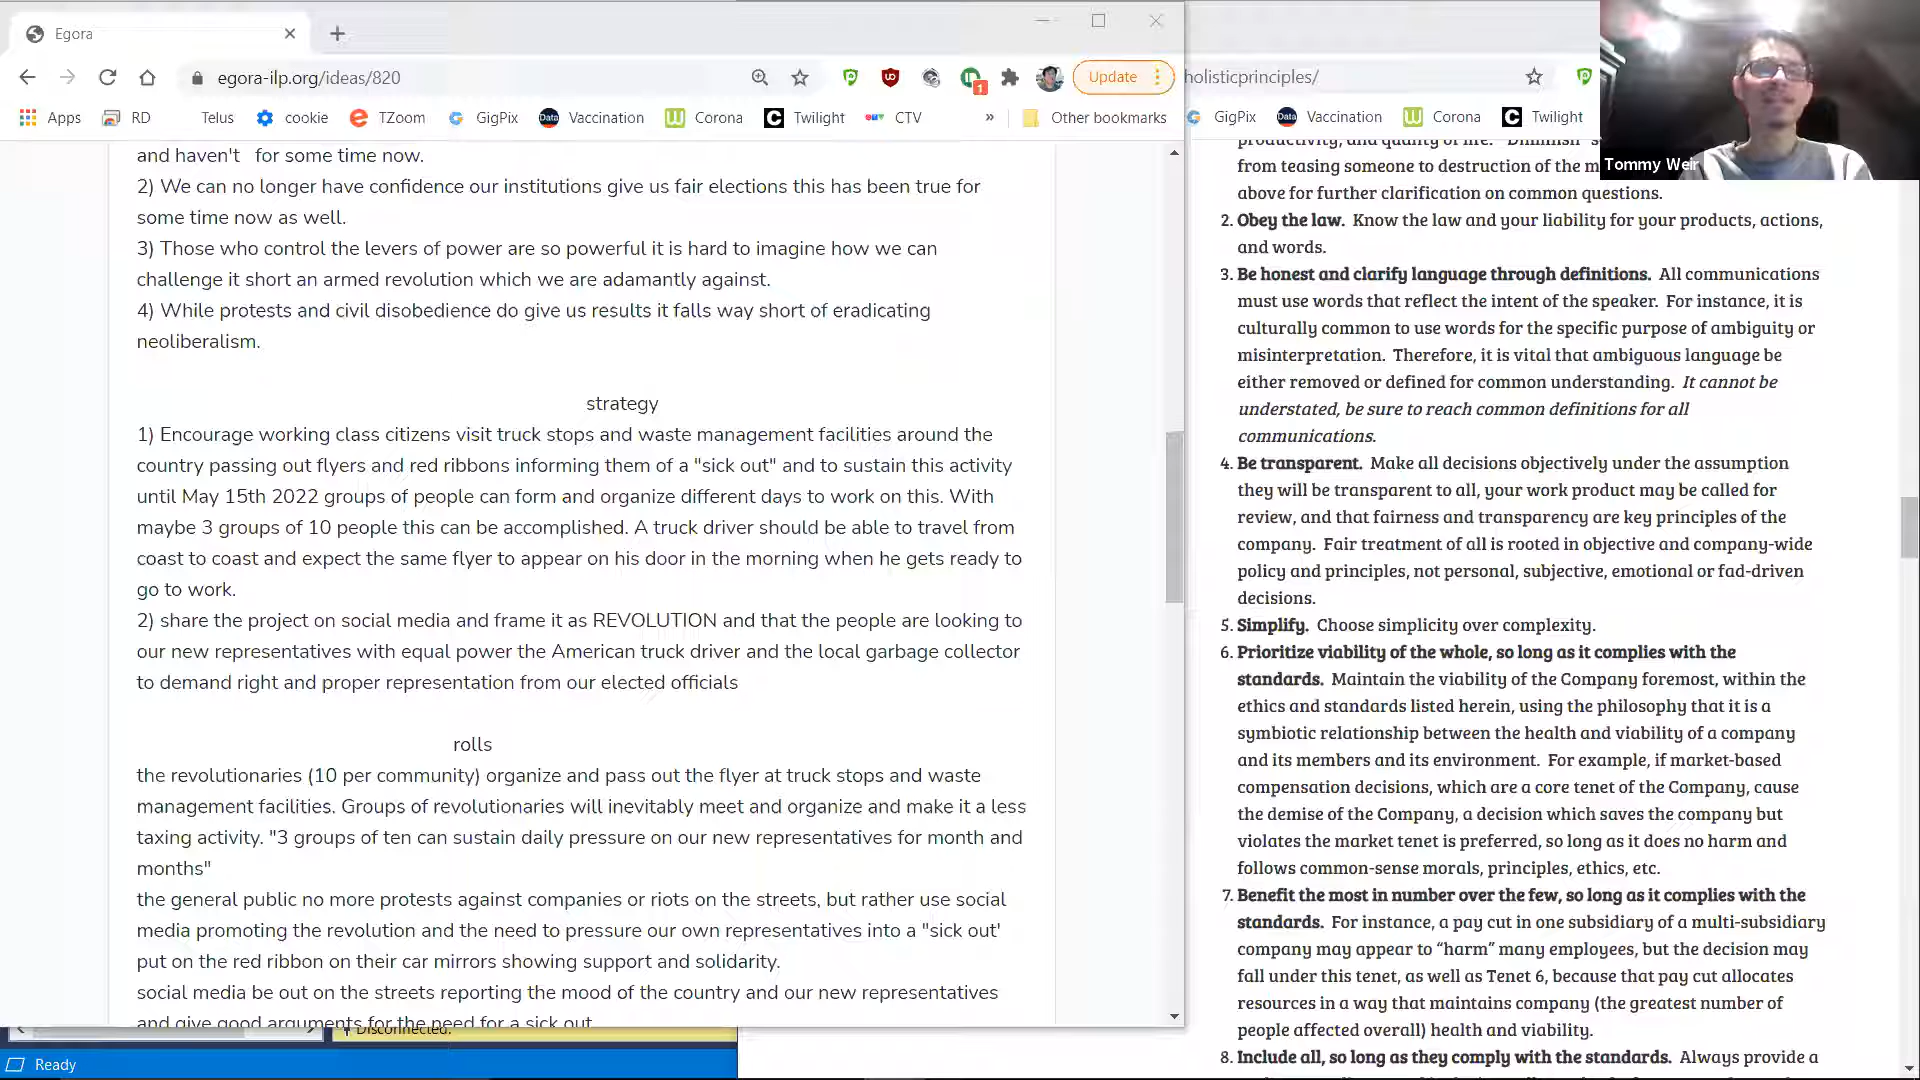 Egora
egora-ilp.org/ideas/820
Update
Apps RD Telus cookie TZoom GigPix Vaccination Corona Twilight CTV » Other bookmarks
and haven't for some time now.
2) We can no longer have confidence our institutions give us fair elections this has been true for
some time now as well.
3) Those who control the levers of power are so powerful it is hard to imagine how we can
challenge it short an armed revolution which we are adamantly against.
4) While protests and civil disobedience do give us results it falls way short of eradicating
neoliberalism.
strategy
1) Encourage working class citizens visit truck stops and waste management facilities around the
country passing out flyers and red ribbons informing them of a "sick out" and to sustain this activity
until May 15th 2022 groups of people can form and organize different days to work on this. With
maybe 3 groups of 10 people this can be accomplished. A truck driver should be able to travel from
coast to coast and expect the same flyer to appear on his door in the morning when he gets ready to
go to work.
2) share the project on social media and frame it as REVOLUTION and that the people are looking to
our new representatives with equal power the American truck driver and the local garbage collector
to demand right and proper representation from our elected officials
rolls
the revolutionaries (10 per community) organize and pass out the flyer at truck stops and waste
management facilities. Groups of revolutionaries will inevitably meet and organize and make it a less
taxing activity. "3 groups of ten can sustain daily pressure on our new representatives for month and
months"
the general public no more protests against companies or riots on the streets, but rather use social
media promoting the revolution and the need to pressure our own representatives into a "sick out'
put on the red ribbon on their car mirrors showing support and solidarity.
social media be out on the streets reporting the mood of the country and our new representatives
and give good arguments for the need for a sick out
Disconnected.
Ready
holisticprinciples/
GigPix Vaccination Corona Twilight
Tommy Weir
productivity, and quality of life. "Diminish"
from teasing someone to destruction of the m
above for further clarification on common questions.
2. Obey the law. Know the law and your liability for your products, actions,
and words.
3. Be honest and clarify language through definitions. All communications
must use words that reflect the intent of the speaker. For instance, it is
culturally common to use words for the specific purpose of ambiguity or
misinterpretation. Therefore, it is vital that ambiguous language be
either removed or defined for common understanding. It cannot be
understated, be sure to reach common definitions for all
communications.
4. Be transparent. Make all decisions objectively under the assumption
they will be transparent to all, your work product may be called for
review, and that fairness and transparency are key principles of the
company. Fair treatment of all is rooted in objective and company-wide
policy and principles, not personal, subjective, emotional or fad-driven
decisions.
5. Simplify. Choose simplicity over complexity.
6. Prioritize viability of the whole, so long as it complies with the
standards. Maintain the viability of the Company foremost, within the
ethics and standards listed herein, using the philosophy that it is a
symbiotic relationship between the health and viability of a company
and its members and its environment. For example, if market-based
compensation decisions, which are a core tenet of the Company, cause
the demise of the Company, a decision which saves the company but
violates the market tenet is preferred, so long as it does no harm and
follows common-sense morals, principles, ethics, etc.
7. Benefit the most in number over the few, so long as it complies with the
standards. For instance, a pay cut in one subsidiary of a multi-subsidiary
company may appear to “harm” many employees, but the decision may
fall under this tenet, as well as Tenet 6, because that pay cut allocates
resources in a way that maintains company (the greatest number of
people affected overall) health and viability.
8. Include all, so long as they comply with the standards. Always provide a